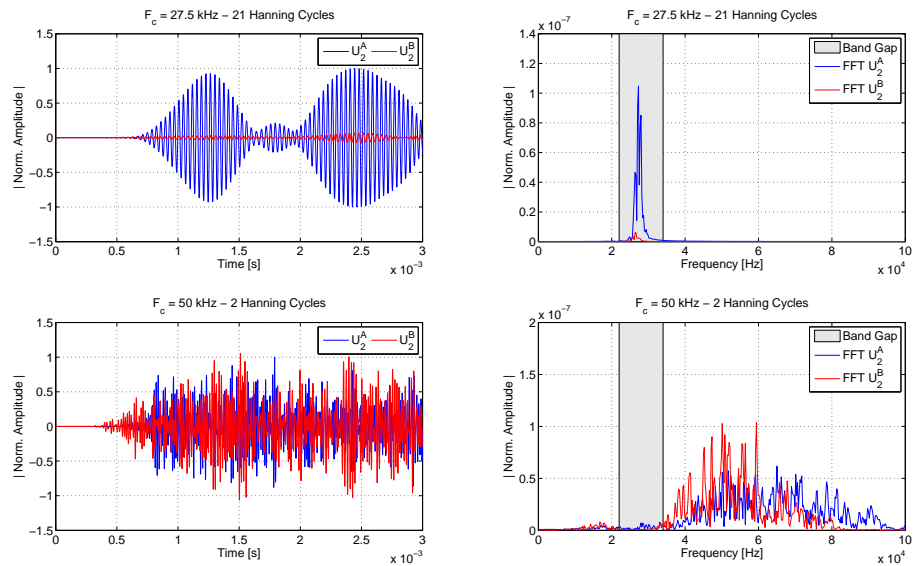 F_c = 27.5 kHz − 21 Hanning Cycles
| Norm. Amplitude |
1.5
1
0.5
0
−0.5
−1
−1.5
0 0.5 1 1.5 2 2.5 3
Time [s]
x 10^−3
U_2^A U_2^B
F_c = 27.5 kHz − 21 Hanning Cycles
x 10^−7
| Norm. Amplitude |
1.4
1.2
1
0.8
0.6
0.4
0.2
0
0 2 4 6 8 10
Frequency [Hz]
x 10^4
Band Gap
FFT U_2^A
FFT U_2^B
F_c = 50 kHz − 2 Hanning Cycles
| Norm. Amplitude |
1.5
1
0.5
0
−0.5
−1
−1.5
0 0.5 1 1.5 2 2.5 3
Time [s]
x 10^−3
U_2^A U_2^B
F_c = 50 kHz − 2 Hanning Cycles
x 10^−7
| Norm. Amplitude |
2
1.5
1
0.5
0
0 2 4 6 8 10
Frequency [Hz]
x 10^4
Band Gap
FFT U_2^A
FFT U_2^B